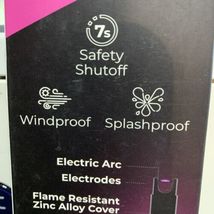 7s
Safety
Shutoff
Windproof Splashproof
Electric Arc
Electrodes
Flame Resistant
Zinc Alloy Cover